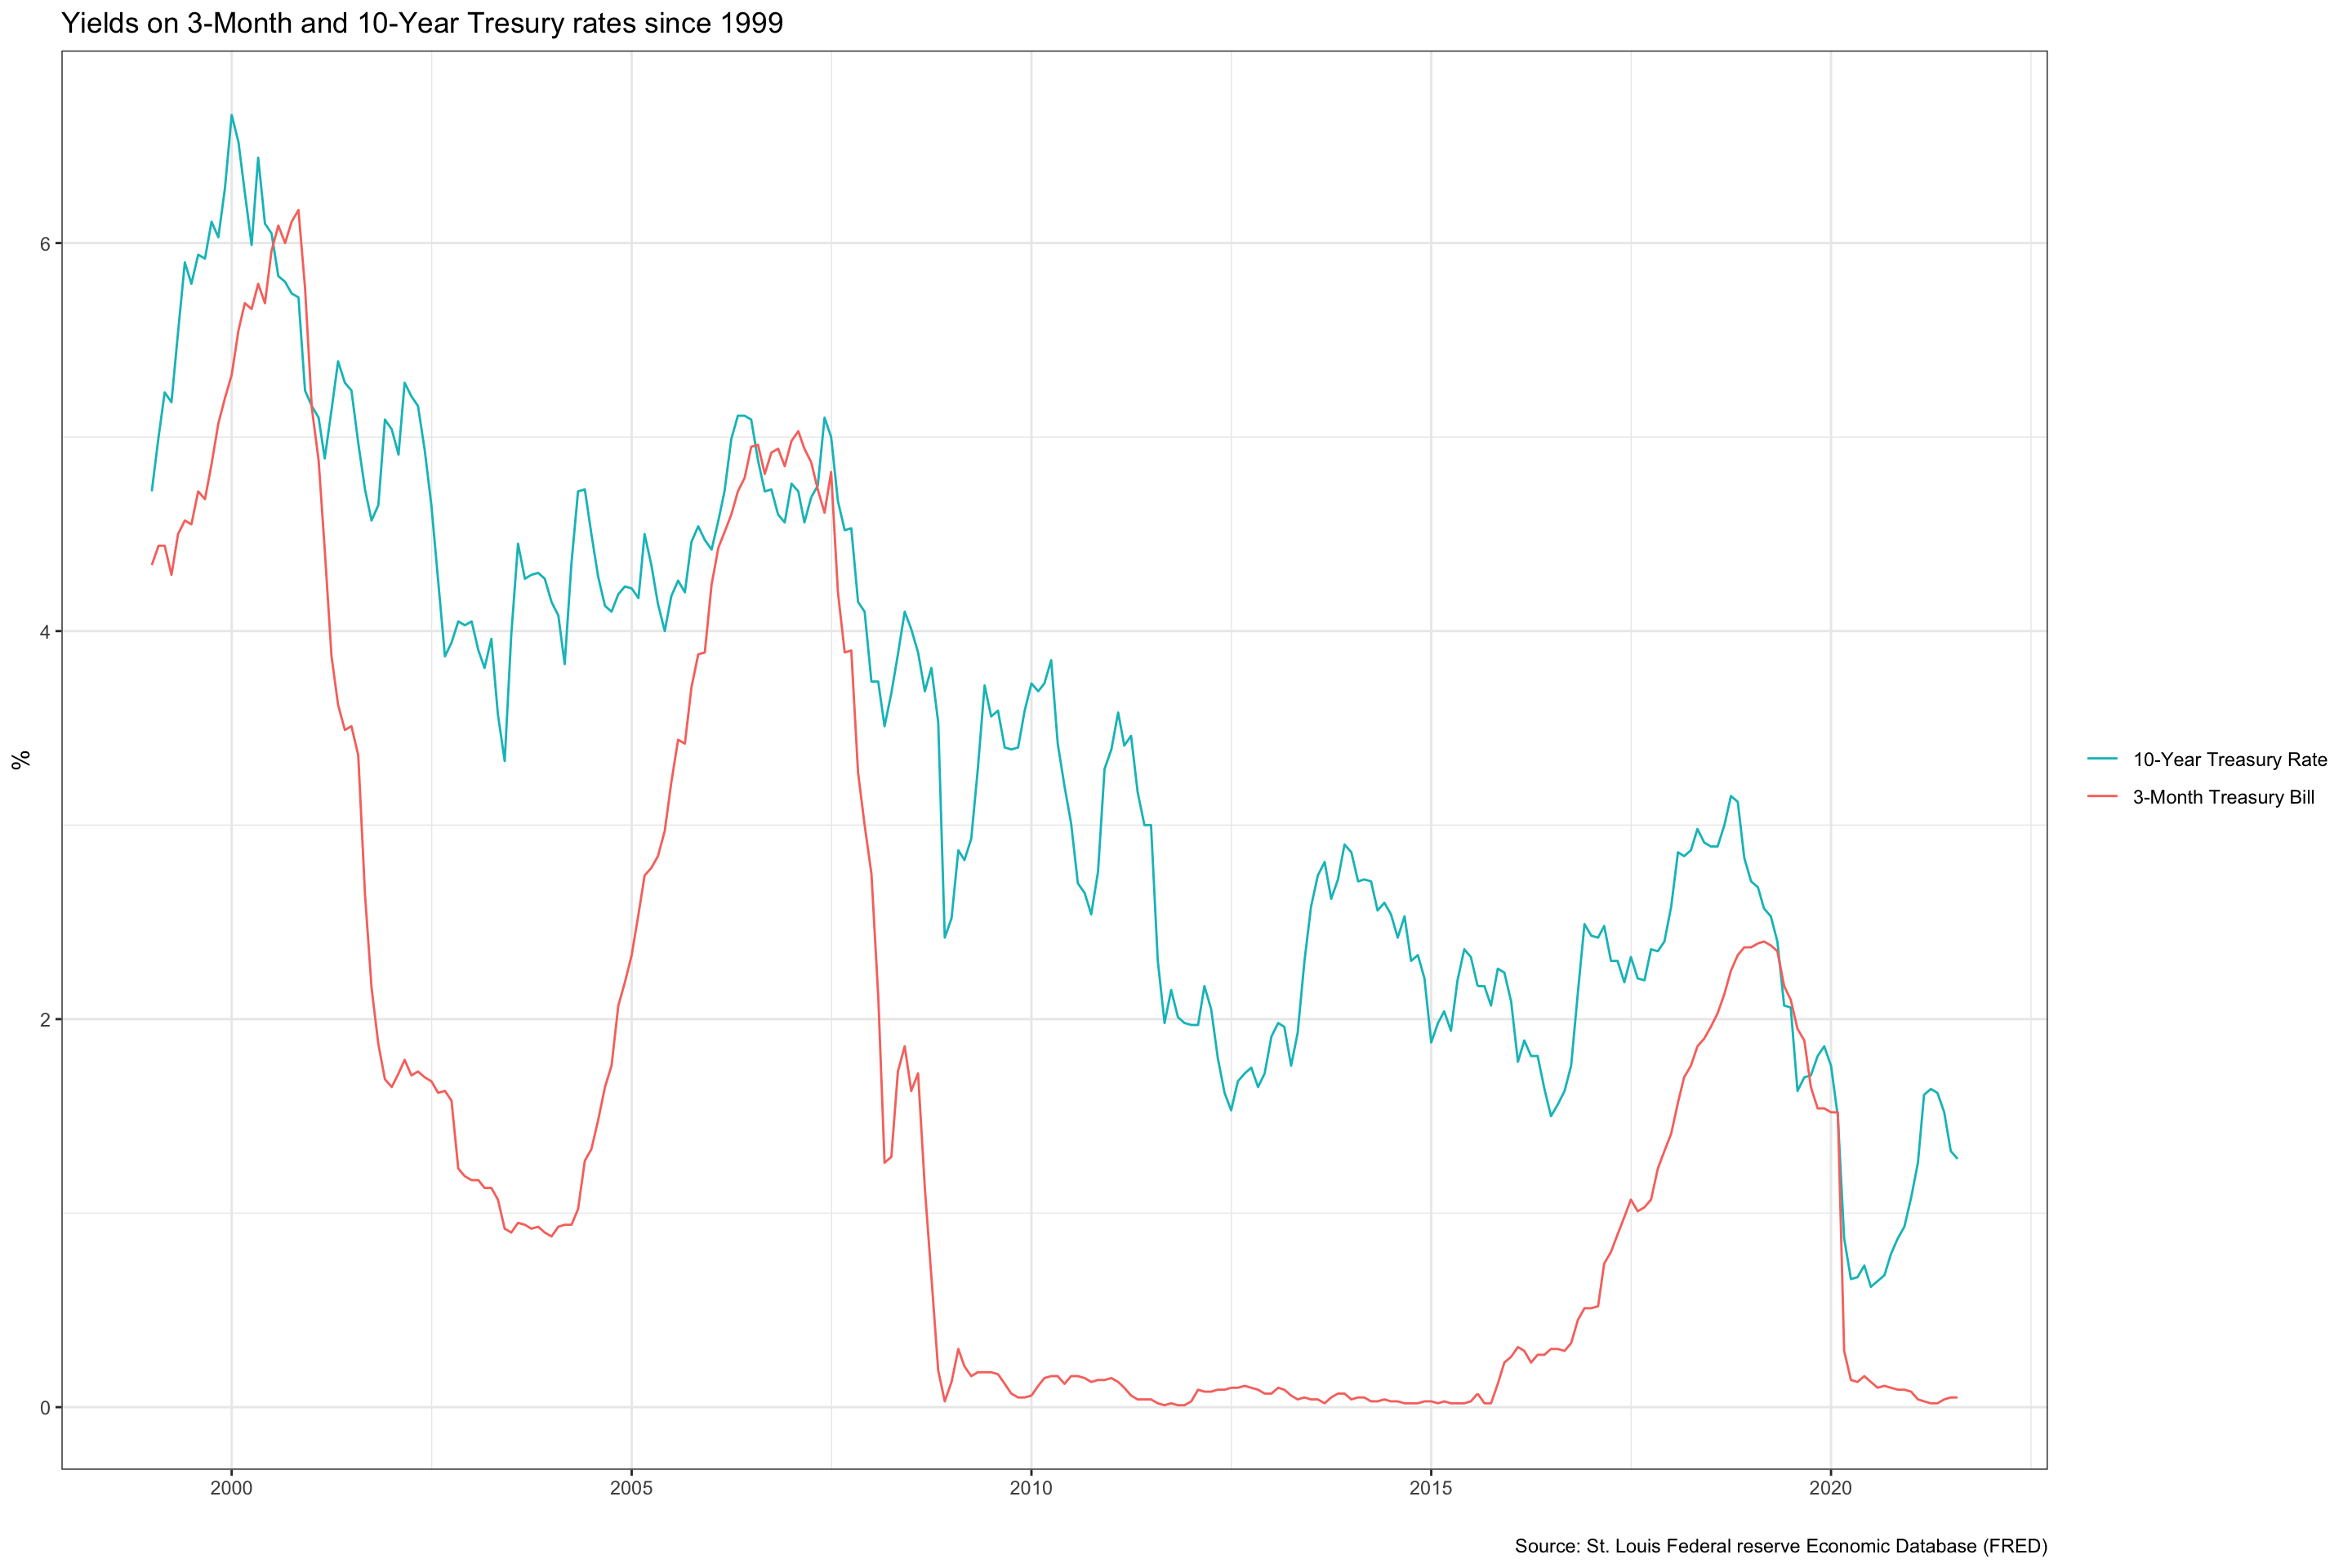 Yields on 3-Month and 10-Year Tresury rates since 1999
6
4
2
0
%
2000
2005
2010
2015
2020
10-Year Treasury Rate
3-Month Treasury Bill
Source: St. Louis Federal reserve Economic Database (FRED)